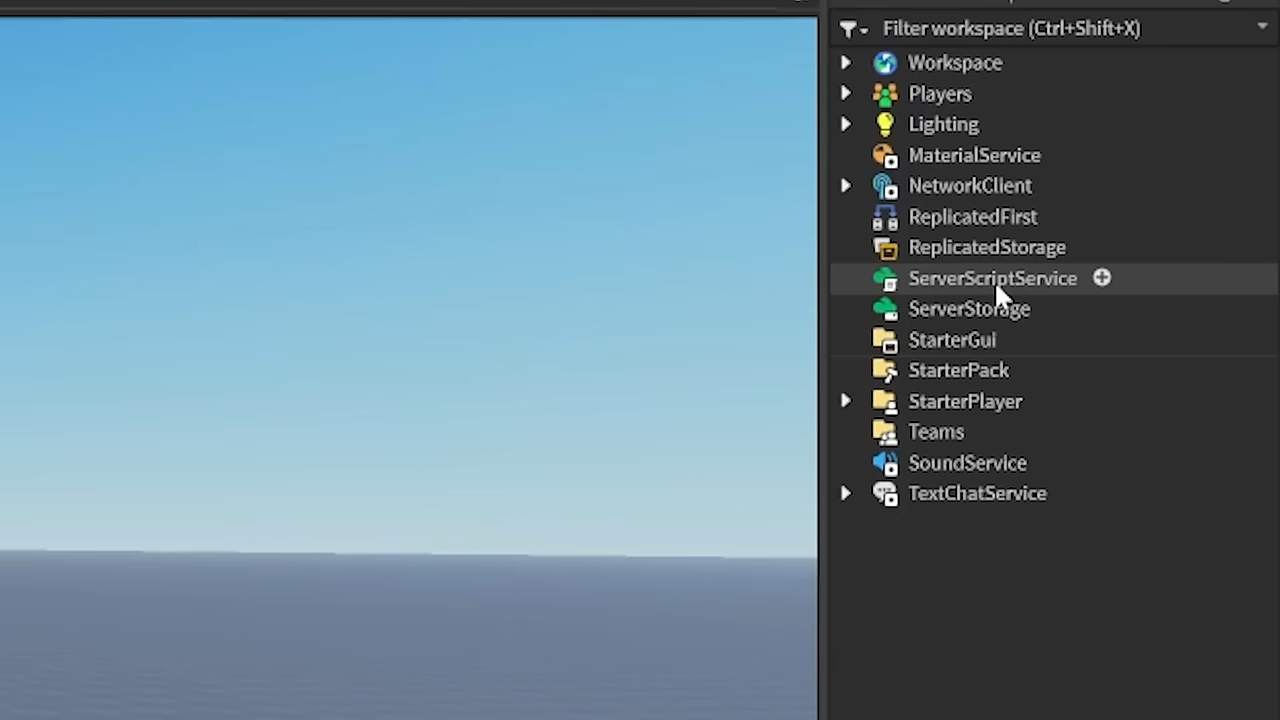 Filter workspace (Ctrl+Shift+X)
Workspace
Players
Lighting
MaterialService
NetworkClient
ReplicatedFirst
ReplicatedStorage
ServerScriptService
ServerStorage
StarterGui
StarterPack
StarterPlayer
Teams
SoundService
TextChatService